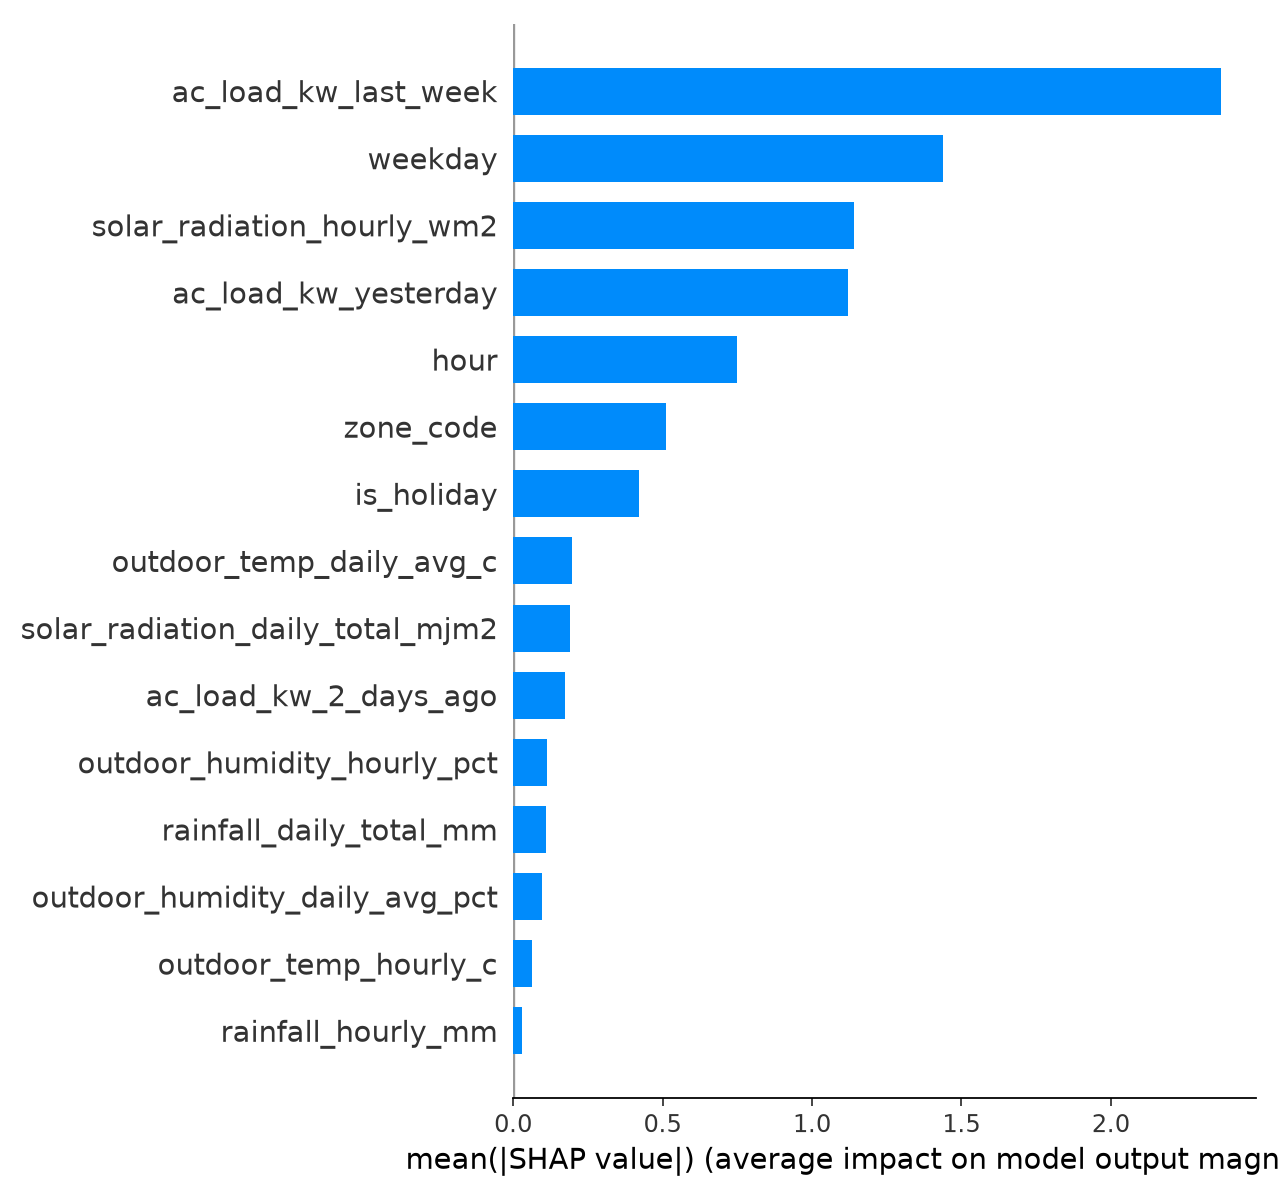 ac_load_kw_last_week
weekday
solar_radiation_hourly_wm2
ac_load_kw_yesterday
hour
zone_code
is_holiday
outdoor_temp_daily_avg_c
solar_radiation_daily_total_mjm2
ac_load_kw_2_days_ago
outdoor_humidity_hourly_pct
rainfall_daily_total_mm
outdoor_humidity_daily_avg_pct
outdoor_temp_hourly_c
rainfall_hourly_mm
0.0 0.5 1.0 1.5 2.0
mean(|SHAP value|) (average impact on model output magn